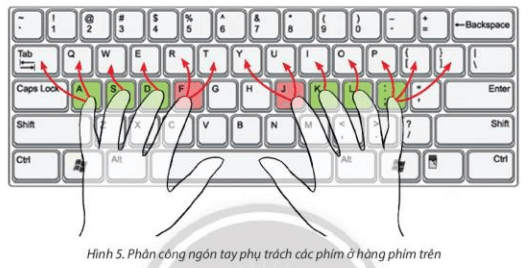 ~ ` ! 1 @ 2 # 3 $ 4 % 5 ^ 6 & 7 * 8 ( 9 ) 0 - + = ←Backspace
Tab Q W E R T Y U I O P { [ } ] | \
Caps Lock A S D F G H J K L : ; " ' Enter
Shift Z X C V B N M < , > . ? / Shift
Ctrl Alt Alt Ctrl
Hình 5. Phân công ngón tay phụ trách các phím ở hàng phím trên